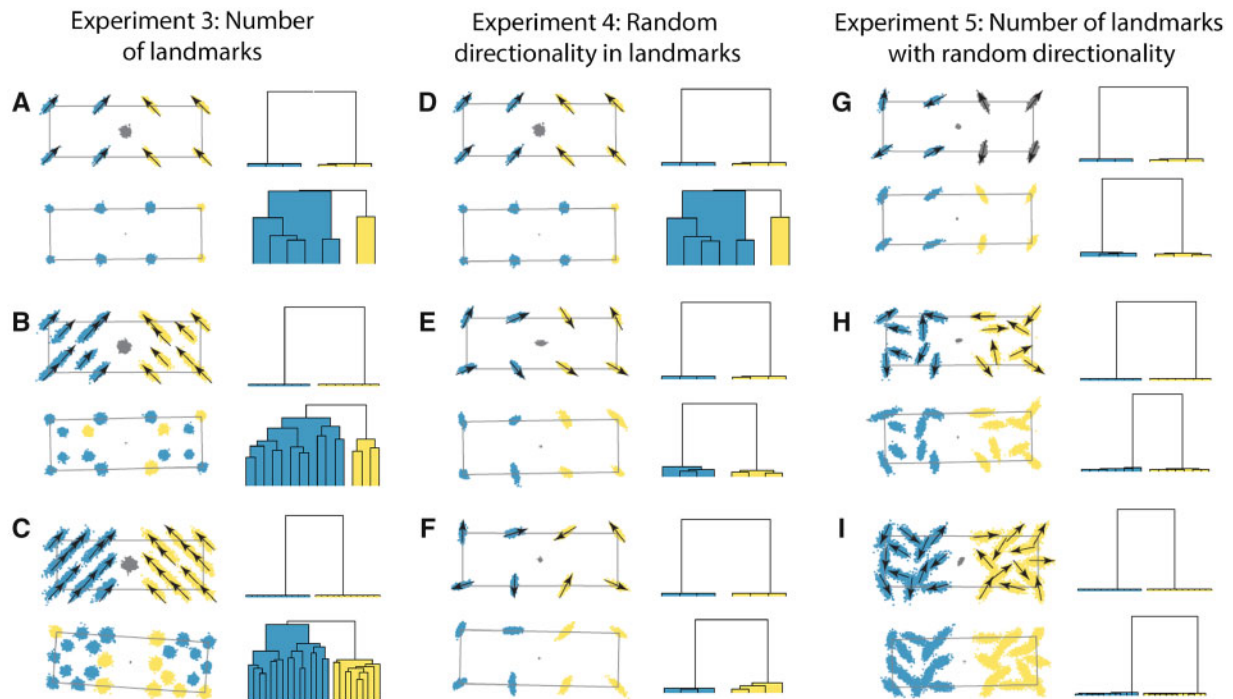 Experiment 3: Number
of landmarks
Experiment 4: Random
directionality in landmarks
Experiment 5: Number of landmarks
with random directionality
A
D
G
B
E
H
C
F
I